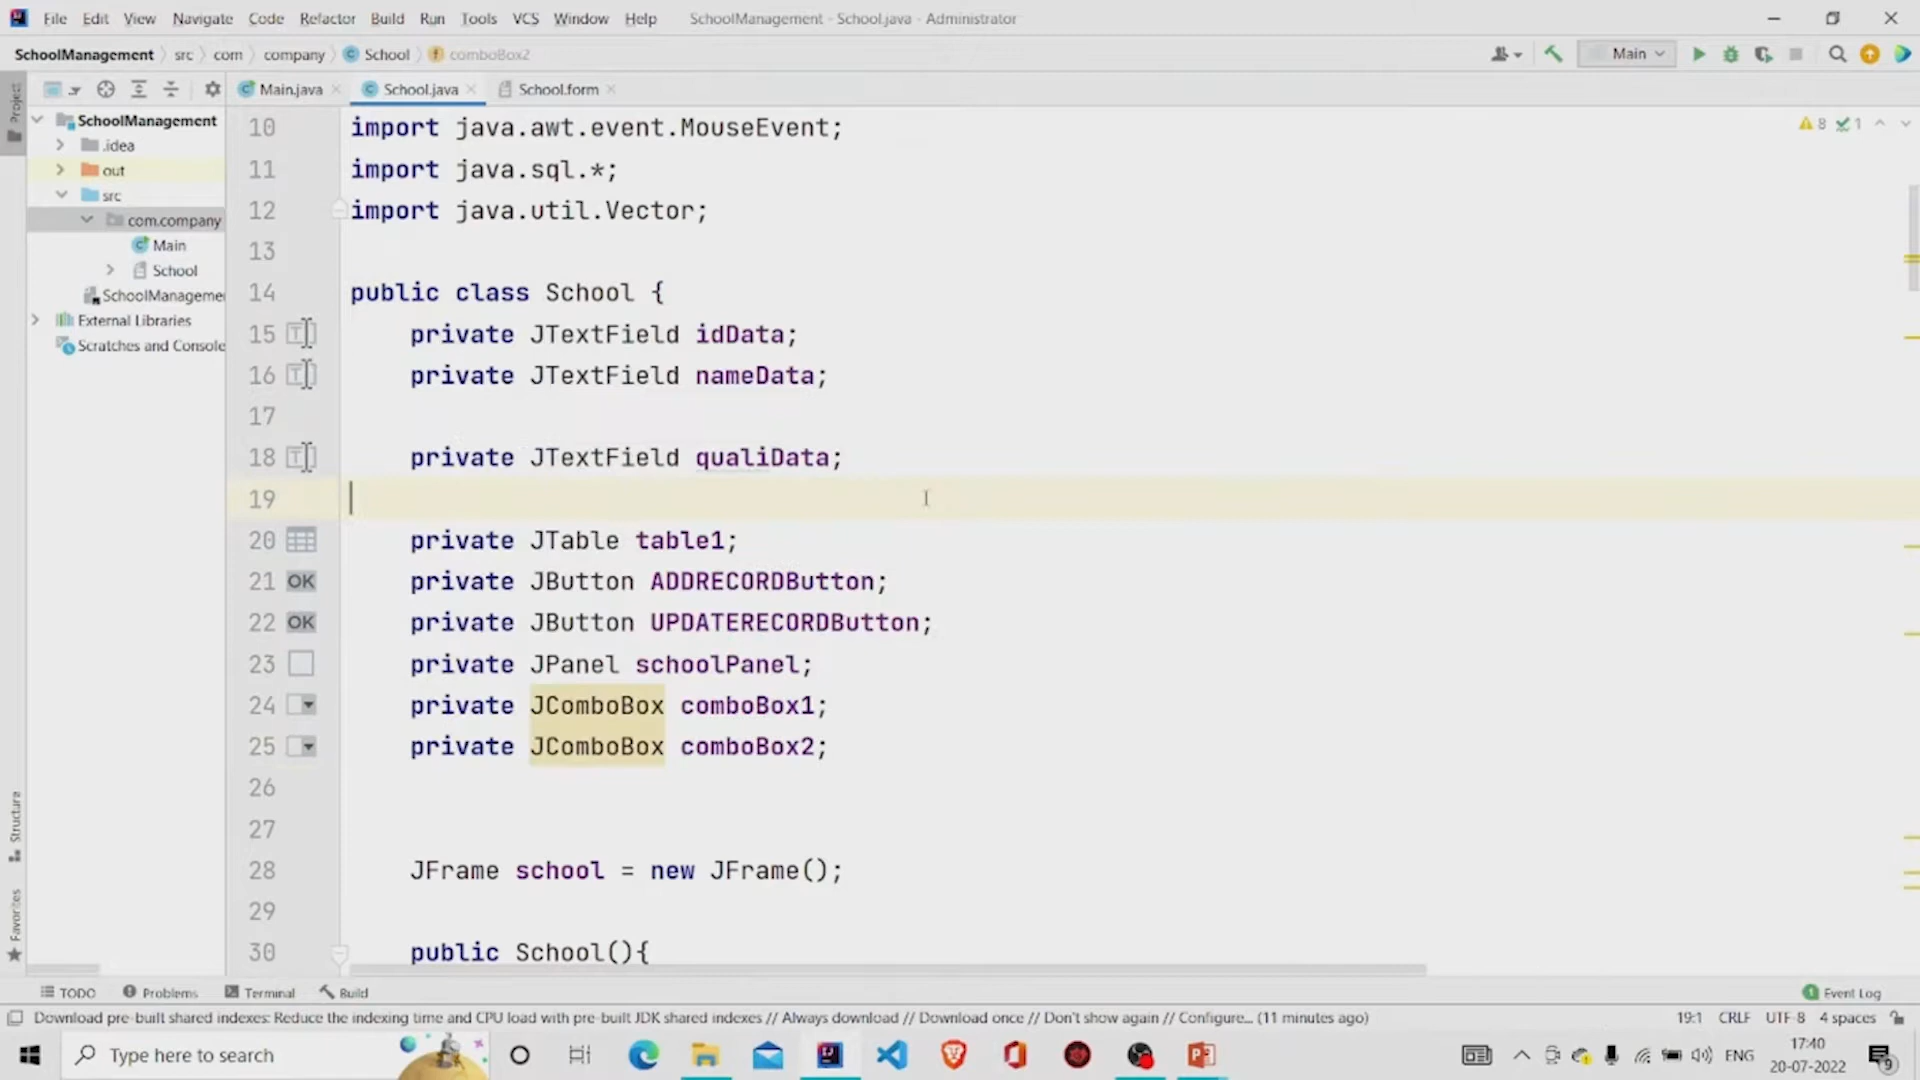 File Edit View Navigate Code Refactor Build Run Tools VCS Window Help SchoolManagement - School.java - Administrator
SchoolManagement src com company School comboBox2
Main
Project
Main.java School.java School.form
SchoolManagement
.idea
out
src
com.company
Main
School
SchoolManageme
External Libraries
Scratches and Console
8 1
10 import java.awt.event.MouseEvent;
11 import java.sql.*;
12 import java.util.Vector;
13
14 public class School {
15 private JTextField idData;
16 private JTextField nameData;
17
18 private JTextField qualiData;
19
20 private JTable table1;
21 OK private JButton ADDRECORDButton;
22 OK private JButton UPDATERECORDButton;
23 private JPanel schoolPanel;
24 private JComboBox comboBox1;
25 private JComboBox comboBox2;
26
27
28 JFrame school = new JFrame();
29
30 public School(){
Structure
Favorites
TODO Problems Terminal Build 1 Event Log
Download pre-built shared indexes: Reduce the indexing time and CPU load with pre-built JDK shared indexes // Always download // Download once // Don't show again // Configure... (11 minutes ago) 19:1 CRLF UTF-8 4 spaces
Type here to search
ENG
17:40
20-07-2022
9